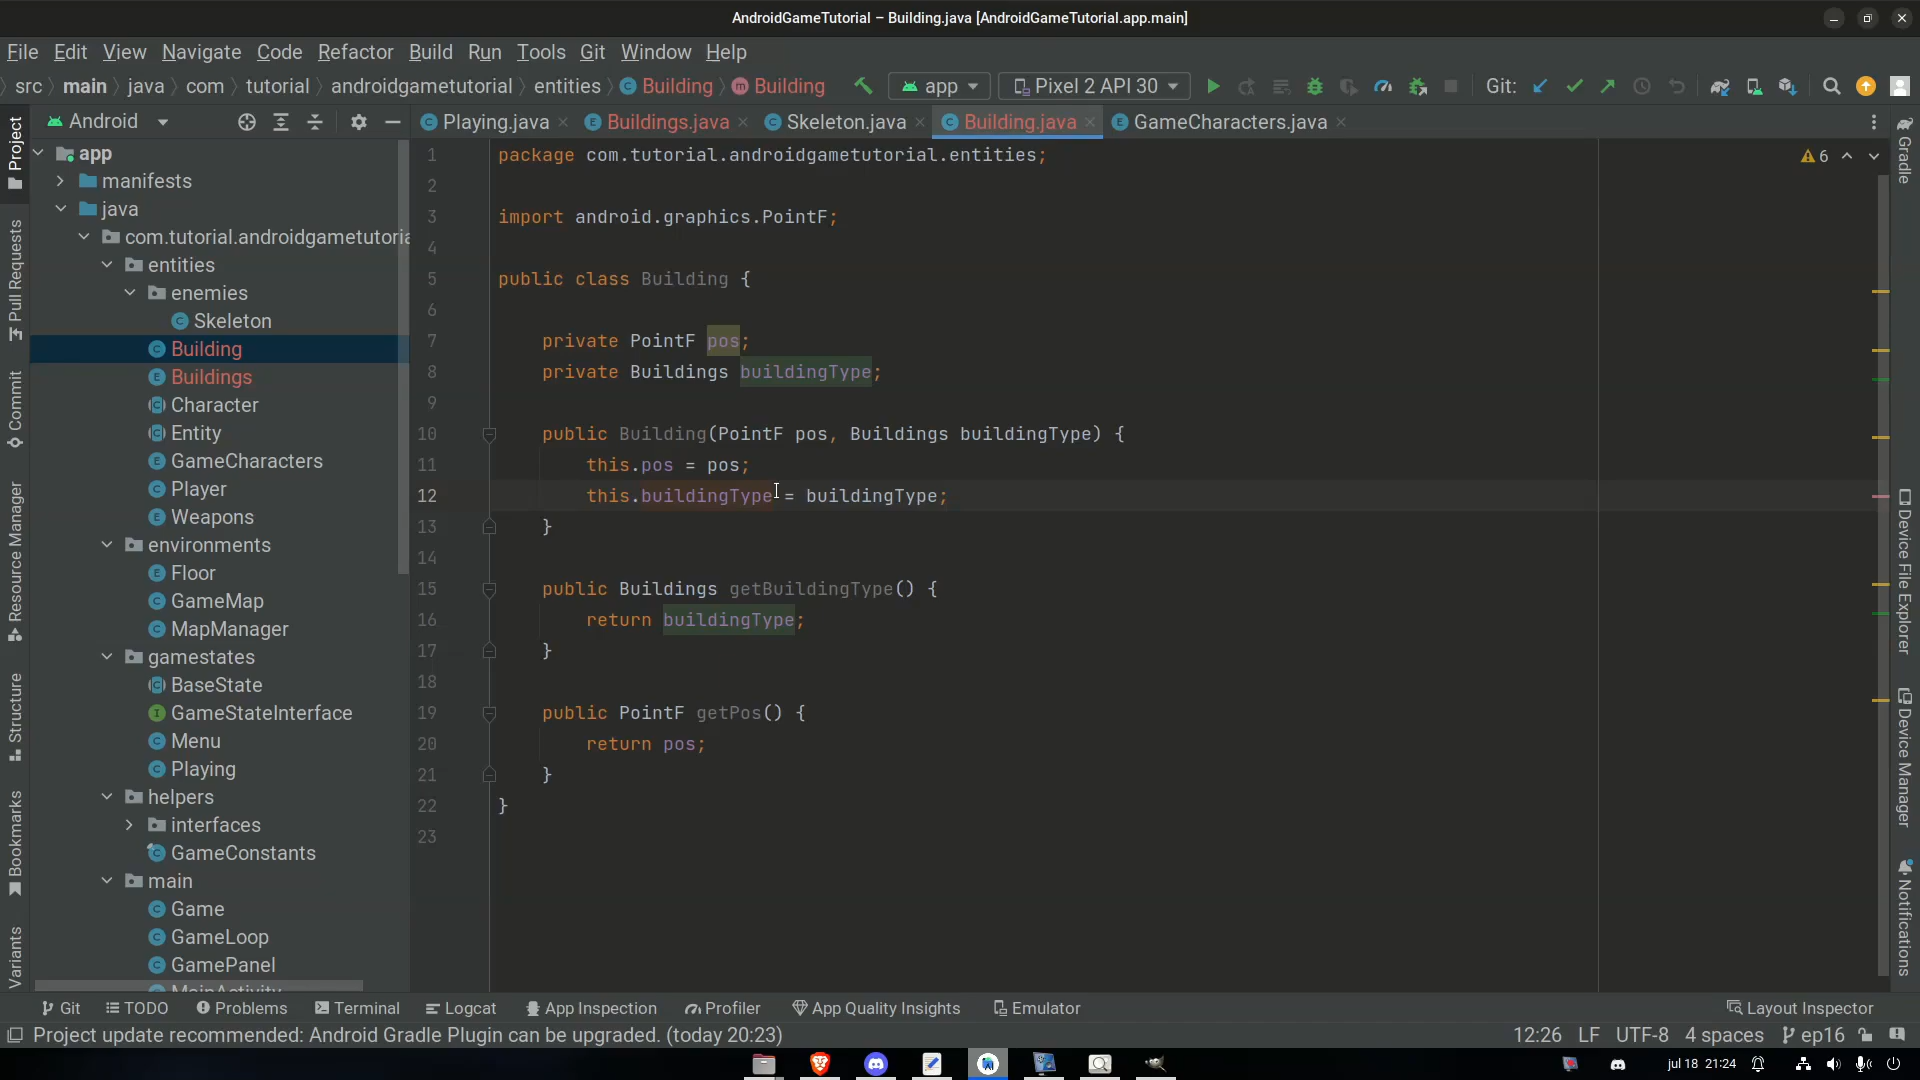 AndroidGameTutorial – Building.java [AndroidGameTutorial.app.main]
File Edit View Navigate Code Refactor Build Run Tools Git Window Help
src main java com tutorial androidgametutorial entities Building Building app Pixel 2 API 30 Git:
Android
Playing.java Buildings.java Skeleton.java Building.java GameCharacters.java
Project
Pull Requests
Commit
Resource Manager
Structure
Bookmarks
Variants
app
manifests
java
com.tutorial.androidgametutoria
entities
enemies
Skeleton
Building
Buildings
Character
Entity
GameCharacters
Player
Weapons
environments
Floor
GameMap
MapManager
gamestates
BaseState
GameStateInterface
Menu
Playing
helpers
interfaces
GameConstants
main
Game
GameLoop
GamePanel
MainActivity
6
1 package com.tutorial.androidgametutorial.entities;
2
3 import android.graphics.PointF;
4
5 public class Building {
6
7 private PointF pos;
8 private Buildings buildingType;
9
10 public Building(PointF pos, Buildings buildingType) {
11 this.pos = pos;
12 this.buildingType = buildingType;
13 }
14
15 public Buildings getBuildingType() {
16 return buildingType;
17 }
18
19 public PointF getPos() {
20 return pos;
21 }
22 }
23
Gradle
Device File Explorer
Device Manager
Notifications
Git TODO Problems Terminal Logcat App Inspection Profiler App Quality Insights Emulator Layout Inspector
Project update recommended: Android Gradle Plugin can be upgraded. (today 20:23) 12:26 LF UTF-8 4 spaces ep16
jul 18 21:24